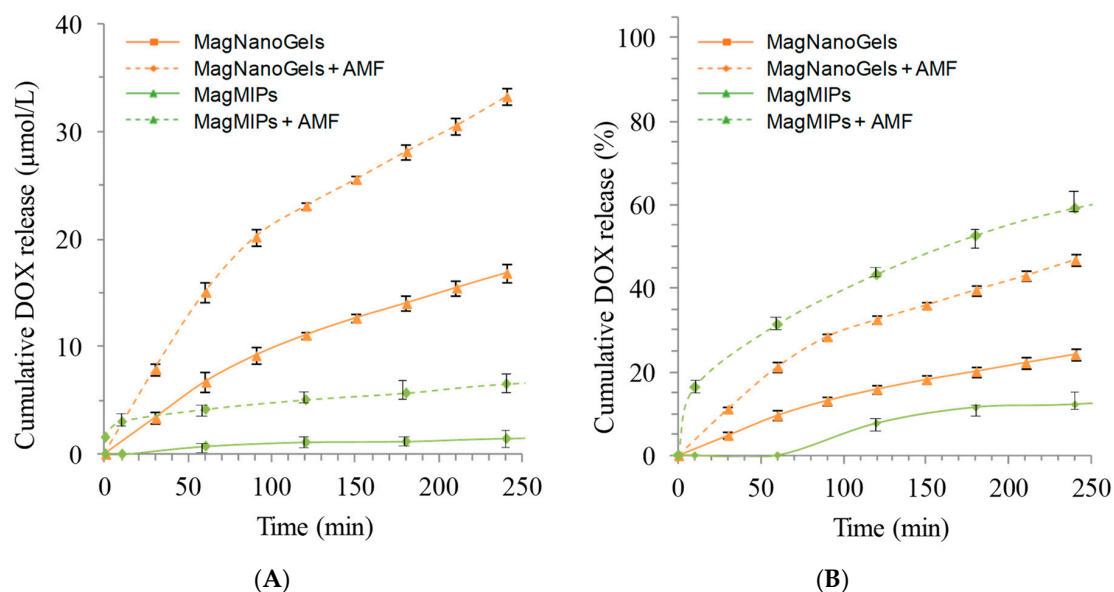 Cumulative DOX release (µmol/L)
40
30
20
10
0
MagNanoGels
MagNanoGels + AMF
MagMIPs
MagMIPs + AMF
0 50 100 150 200 250
Time (min)
(A)
Cumulative DOX release (%)
100
80
60
40
20
0
MagNanoGels
MagNanoGels + AMF
MagMIPs
MagMIPs + AMF
0 50 100 150 200 250
Time (min)
(B)